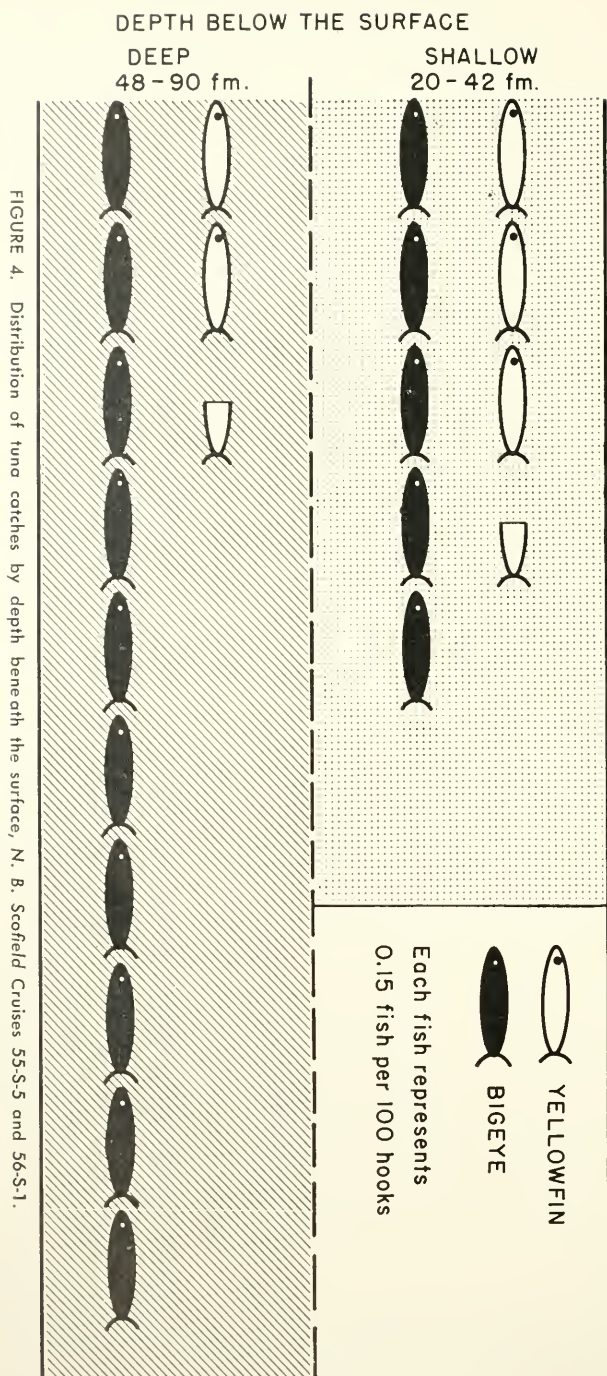 DEPTH BELOW THE SURFACE
DEEP
48-90 fm.
SHALLOW
20-42 fm.
YELLOWFIN
BIGEYE
Each fish represents
0.15 fish per 100 hooks
FIGURE 4. Distribution of tuna catches by depth beneath the surface, N. B. Scofield Cruises 55-S-5 and 56-S-1.